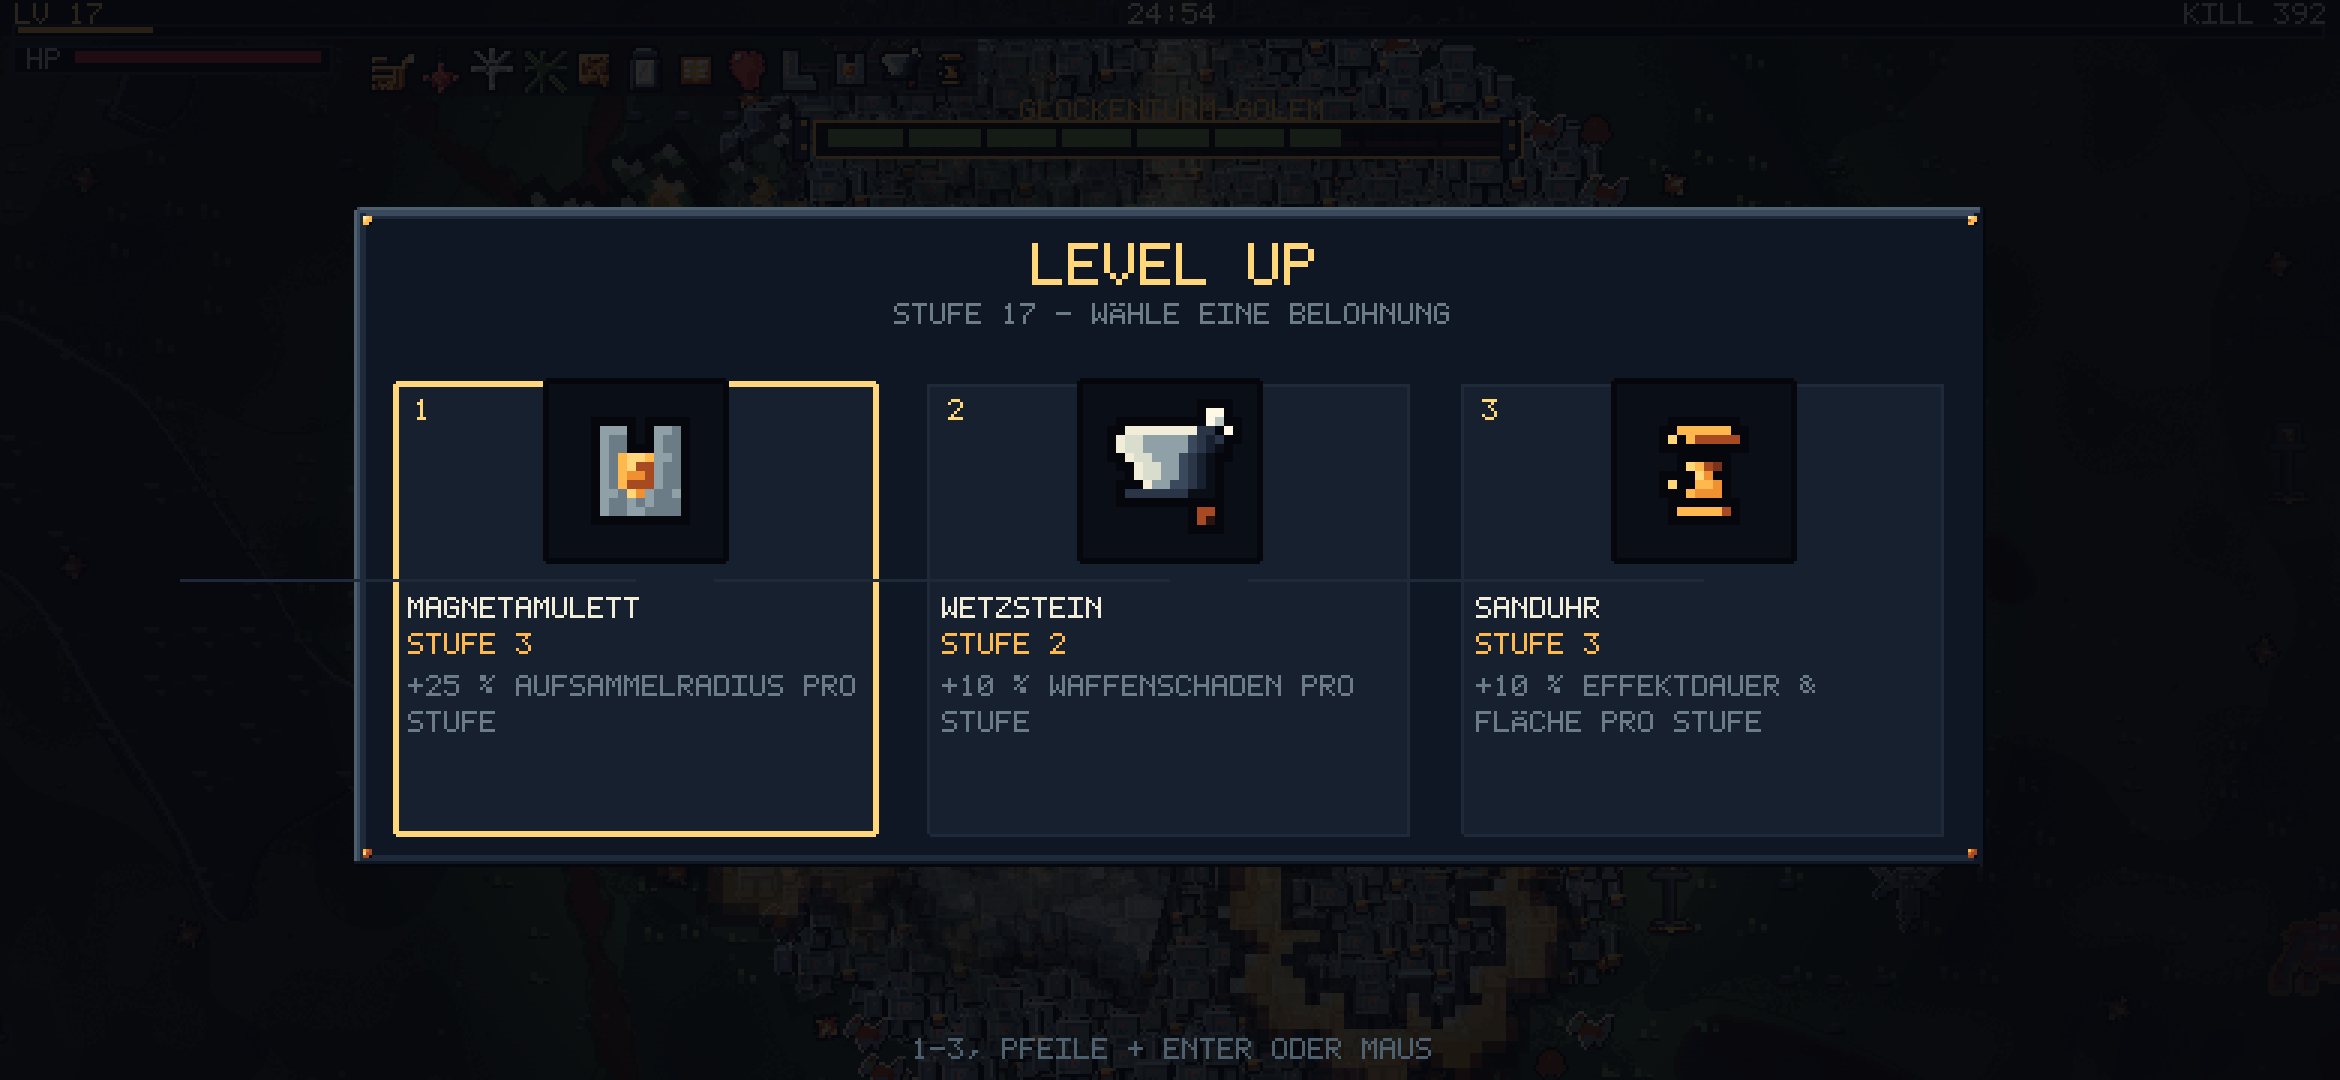 LV 17
24:54
KILL 392
HP
GLOCKENTURM-GOLEM
LEVEL UP
STUFE 17 - WÄHLE EINE BELOHNUNG
1
2
3
MAGNETAMULETT
STUFE 3
+25 % AUFSAMMELRADIUS PRO
STUFE
WETZSTEIN
STUFE 2
+10 % WAFFENSCHADEN PRO
STUFE
SANDUHR
STUFE 3
+10 % EFFEKTDAUER &
FLÄCHE PRO STUFE
1-3, PFEILE + ENTER ODER MAUS